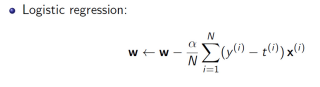 • Logistic regression:
w ← w − α/N ∑_{i=1}^{N} (y^{(i)} − t^{(i)}) x^{(i)}